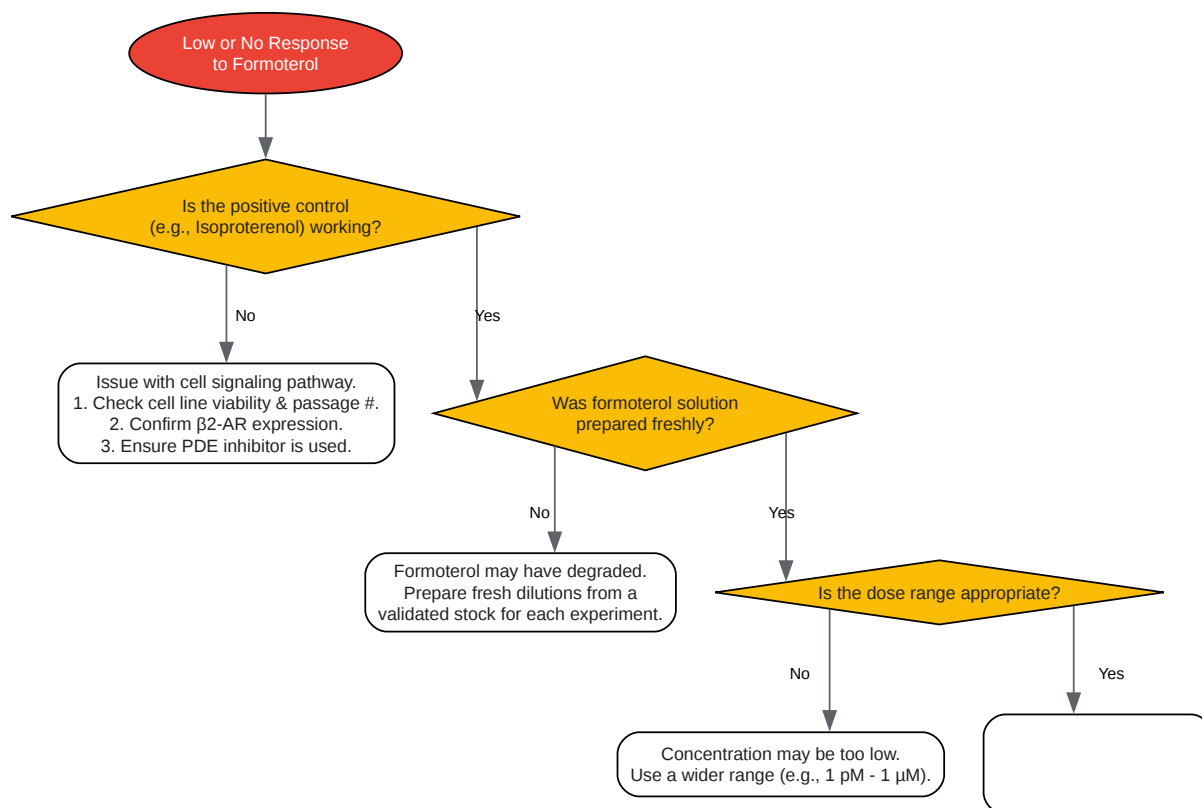 Low or No Response
to Formoterol
Is the positive control
(e.g., Isoproterenol) working?
No
Yes
Issue with cell signaling pathway.
1. Check cell line viability & passage #.
2. Confirm β2-AR expression.
3. Ensure PDE inhibitor is used.
Was formoterol solution
prepared freshly?
No
Yes
Formoterol may have degraded.
Prepare fresh dilutions from a
validated stock for each experiment.
Is the dose range appropriate?
No
Yes
Concentration may be too low.
Use a wider range (e.g., 1 pM - 1 µM).